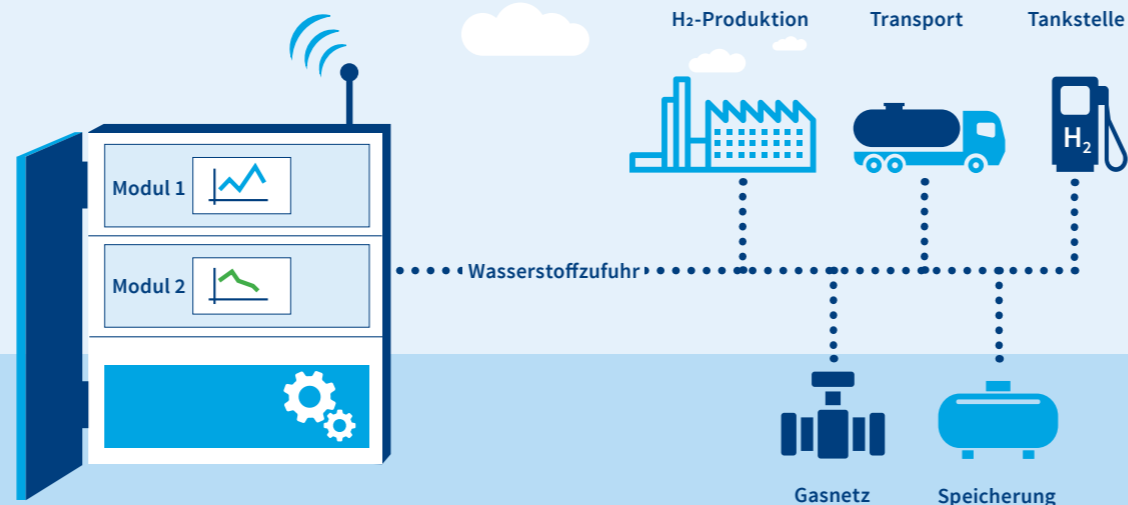 H₂-Produktion
Transport
Tankstelle
H₂
Modul 1
Modul 2
Wasserstoffzufuhr
Gasnetz
Speicherung